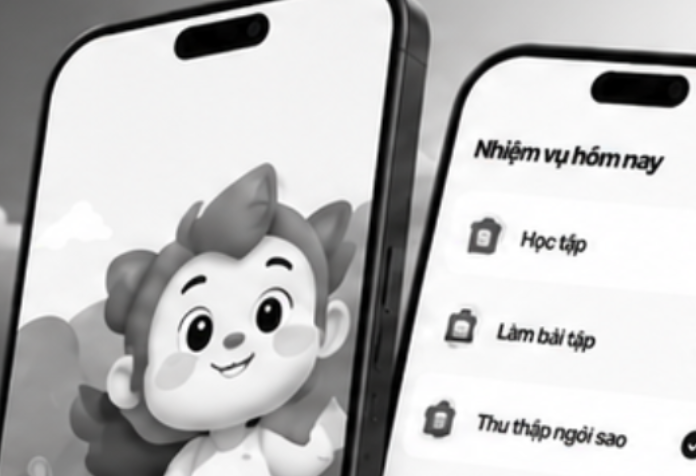 Nhiệm vụ hôm nay
Học tập
Làm bài tập
Thu thập ngôi sao